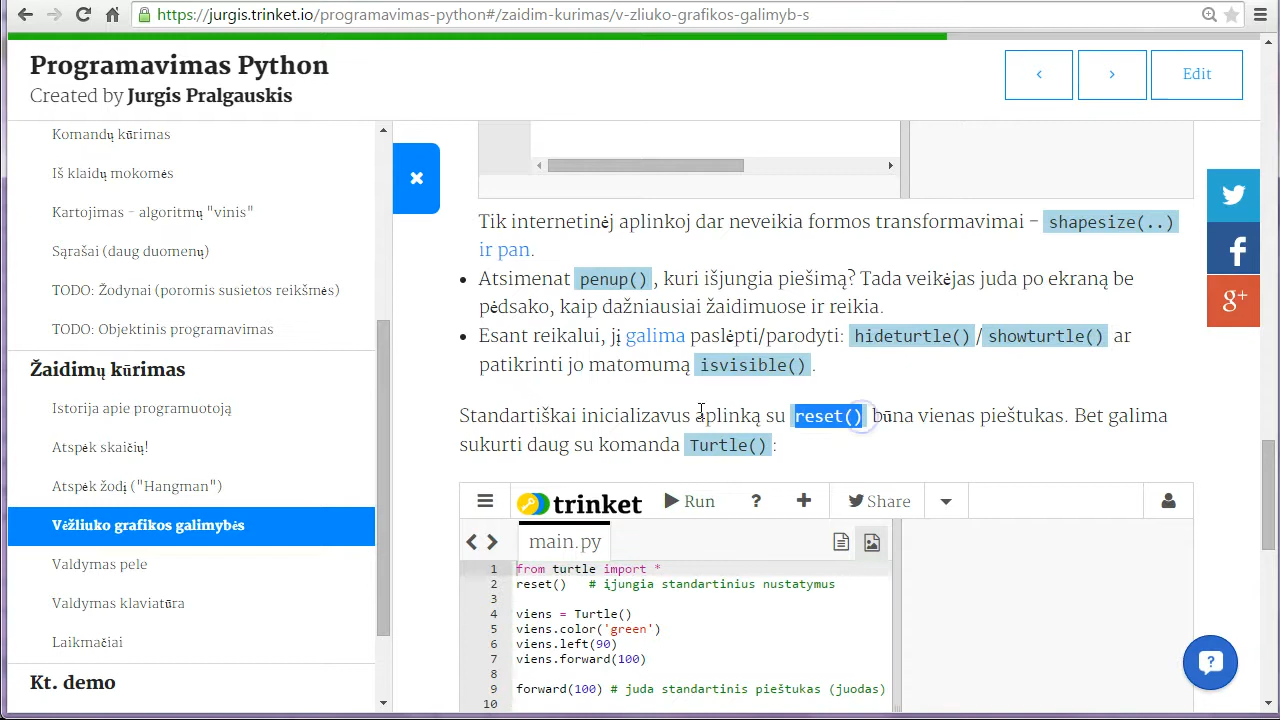 https://jurgis.trinket.io/programavimas-python#/zaidim-kurimas/v-zliuko-grafikos-galimyb-s
Programavimas Python
Created by Jurgis Pralgauskis
Edit
Komandų kūrimas
Iš klaidų mokomės
Kartojimas - algoritmų "vinis"
Sąrašai (daug duomenų)
TODO: Žodynai (poromis susietos reikšmės)
TODO: Objektinis programavimas
Žaidimų kūrimas
Istorija apie programuotoją
Atspėk skaičių!
Atspėk žodį ("Hangman")
Vėžliuko grafikos galimybės
Valdymas pele
Valdymas klaviatūra
Laikmačiai
Kt. demo
Tik internetinėj aplinkoj dar neveikia formos transformavimai - shapesize(..)
ir pan.
Atsimenat penup(), kuri išjungia piešimą? Tada veikėjas juda po ekraną be
pėdsako, kaip dažniausiai žaidimuose ir reikia.
Esant reikalui, jį galima paslėpti/parodyti: hideturtle()/showturtle() ar
patikrinti jo matomumą isvisible().
Standartiškai inicializavus aplinką su reset() būna vienas pieštukas. Bet galima
sukurti daug su komanda Turtle():
trinket
Run
?
Share
main.py
1 from turtle import *
2 reset() # įjungia standartinius nustatymus
3
4 viens = Turtle()
5 viens.color('green')
6 viens.left(90)
7 viens.forward(100)
8
9 forward(100) # juda standartinis pieštukas (juodas)
10
f
g+
?